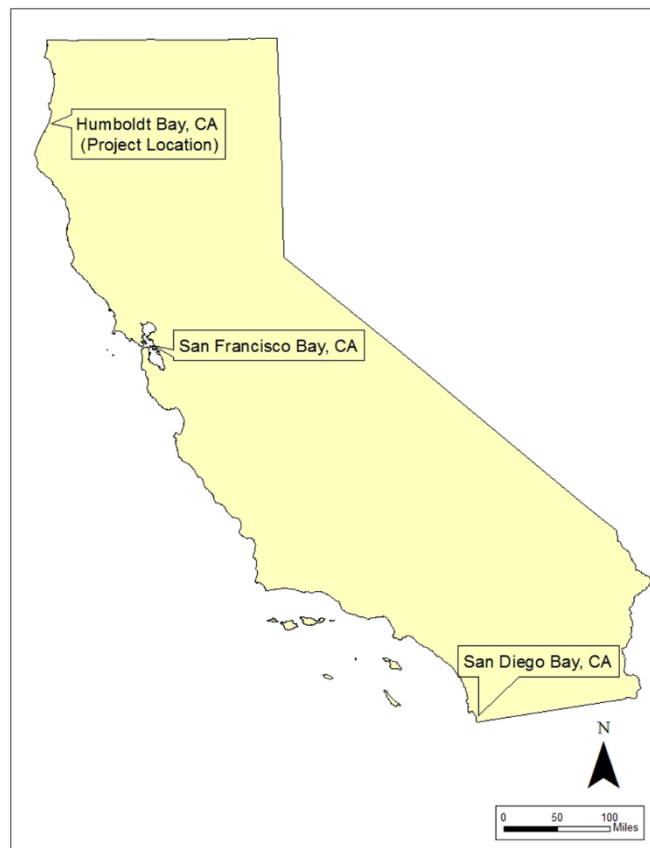 Humboldt Bay, CA
(Project Location)
San Francisco Bay, CA
San Diego Bay, CA
N
0 50 100
Miles